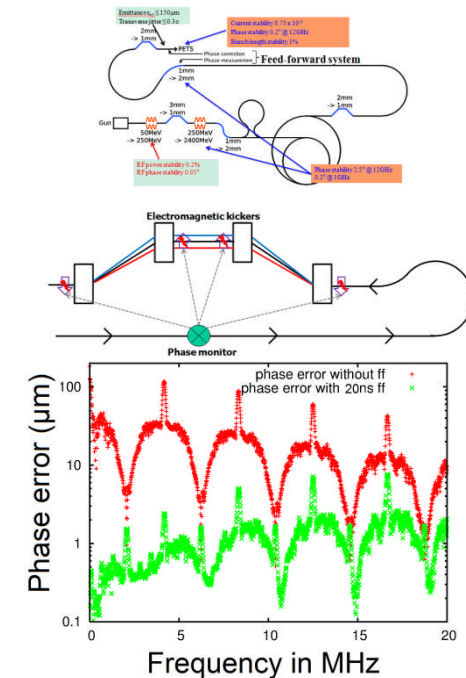 Emittance x,y ≤150μm
Transverse jitter ≤0.3σ
2mm
-> 1mm
PETS
Current stability 0.75 x 10⁻³
Phase stability 0.2° @12GHz
Bunch length stability 1%
Phase correction
Phase measurement
Feed-forward system
1mm
-> 2mm
3mm
-> 1mm
2mm
-> 1mm
Gun
50MeV
-> 250MeV
250MeV
-> 2400MeV
1mm
-> 2mm
RF power stability 0.2%
RF phase stability 0.05°
Phase stability 2.5° @12GHz
0.2° @1GHz
Electromagnetic kickers
Phase monitor
phase error without ff
phase error with 20ns ff
Phase error (μm)
100
10
1
0.1
0 5 10 15 20
Frequency in MHz